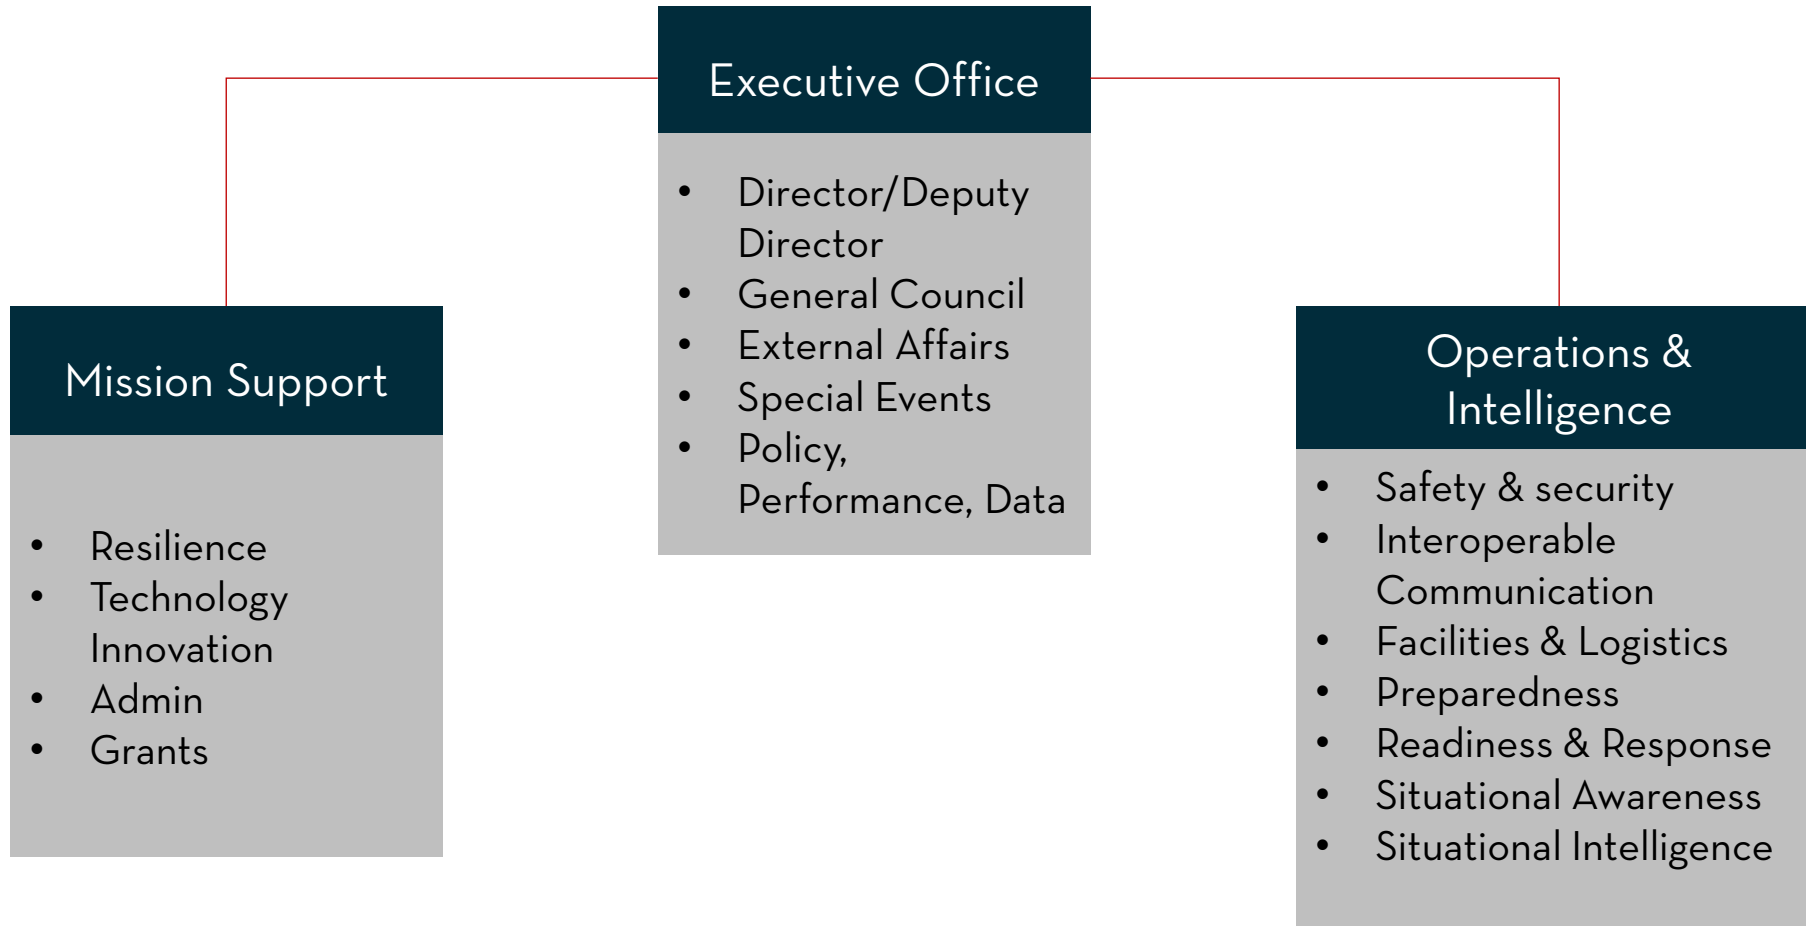 Executive Office
• Director/Deputy
Director
• General Council
• External Affairs
• Special Events
• Policy,
Performance, Data
Mission Support
• Resilience
• Technology
Innovation
• Admin
• Grants
Operations &
Intelligence
• Safety & security
• Interoperable
Communication
• Facilities & Logistics
• Preparedness
• Readiness & Response
• Situational Awareness
• Situational Intelligence